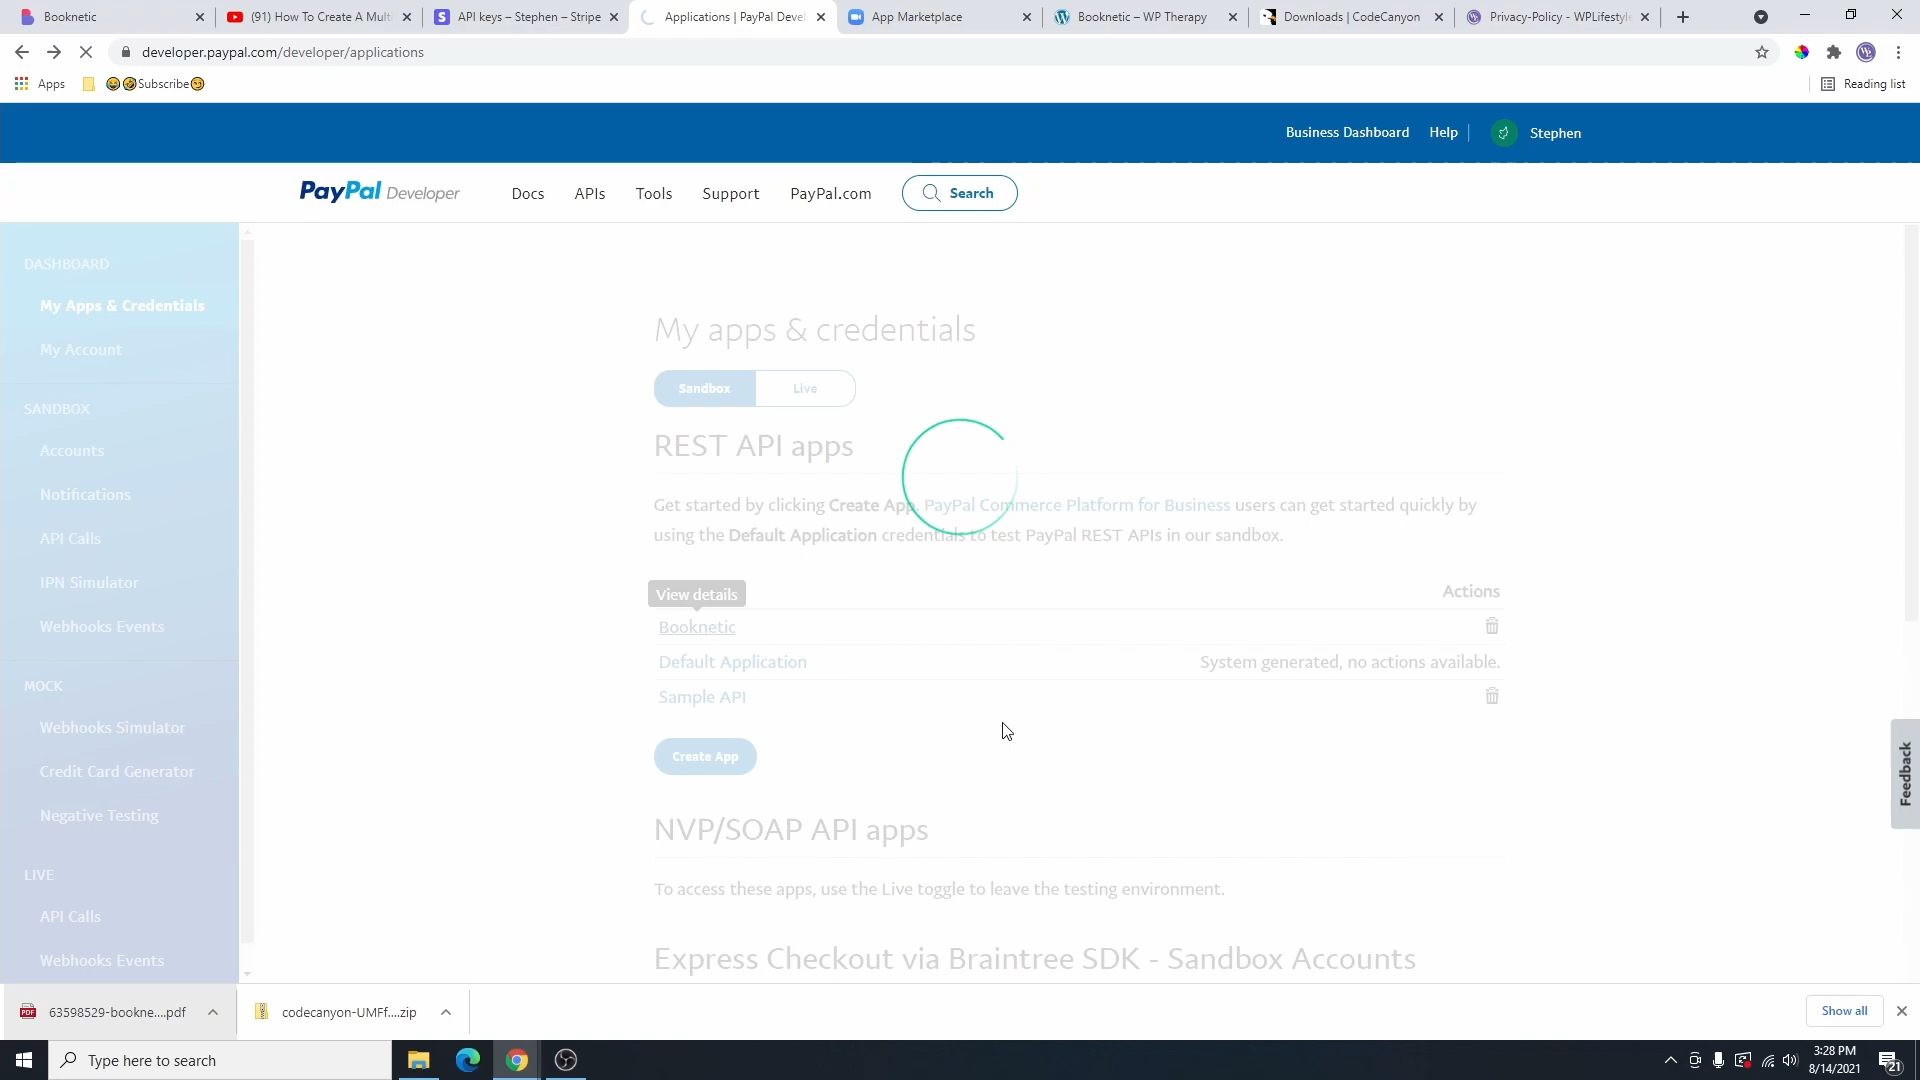 Booknetic
(91) How To Create A Multi
API keys – Stephen – Stripe
Applications | PayPal Devel
App Marketplace
Booknetic – WP Therapy
Downloads | CodeCanyon
Privacy-Policy - WPLifestyle
developer.paypal.com/developer/applications
Apps
😂🤣Subscribe😏
Reading list
Business Dashboard
Help
Stephen
PayPal Developer
Docs
APIs
Tools
Support
PayPal.com
Search
DASHBOARD
My Apps & Credentials
My Account
SANDBOX
Accounts
Notifications
API Calls
IPN Simulator
Webhooks Events
MOCK
Webhooks Simulator
Credit Card Generator
Negative Testing
LIVE
API Calls
Webhooks Events
My apps & credentials
Sandbox
Live
REST API apps
Get started by clicking Create App. PayPal Commerce Platform for Business users can get started quickly by
using the Default Application credentials to test PayPal REST APIs in our sandbox.
View details
Actions
Booknetic
Default Application
System generated, no actions available.
Sample API
Create App
NVP/SOAP API apps
To access these apps, use the Live toggle to leave the testing environment.
Express Checkout via Braintree SDK - Sandbox Accounts
Feedback
63598529-bookne....pdf
codecanyon-UMFf....zip
Show all
Type here to search
3:28 PM
8/14/2021
21